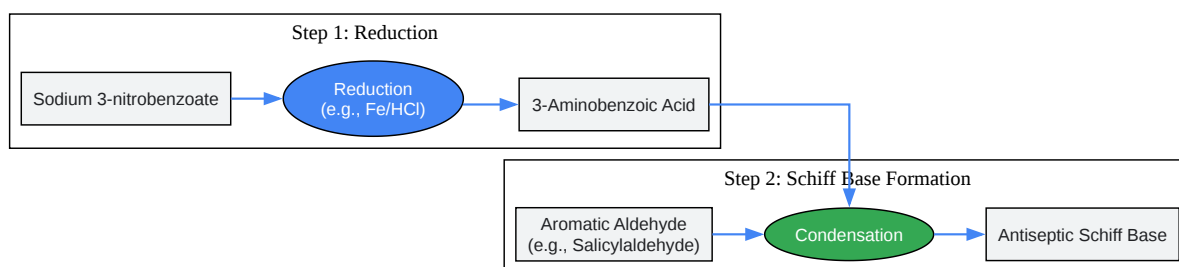 Step 1: Reduction
Sodium 3-nitrobenzoate
Reduction
(e.g., Fe/HCl)
3-Aminobenzoic Acid
Step 2: Schiff Base Formation
Aromatic Aldehyde
(e.g., Salicylaldehyde)
Condensation
Antiseptic Schiff Base